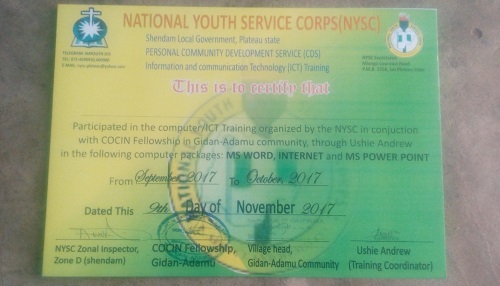 NATIONAL YOUTH SERVICE CORPS(NYSC)
Shendam Local Government, Plateau state
PERSONAL COMMUNITY DEVELOPMENT SERVICE (CDS)
Information and communication Technology (ICT) Training
This is to certify that
Participated in the computer/ICT Training organized by the NYSC in conjuction
with COCIN Fellowship in Gidan-Adamu community, through Ushie Andrew
in the following computer packages: MS WORD, INTERNET and MS POWER POINT
From September, 2017 To October, 2017
Dated This 9th Day of November 2017
NYSC Zonal Inspector,
Zone D (shendam)
COCIN Fellowship,
Gidan-Adamu
Village head,
Gidan-Adamu Community
Ushie Andrew
(Training Coordinator)